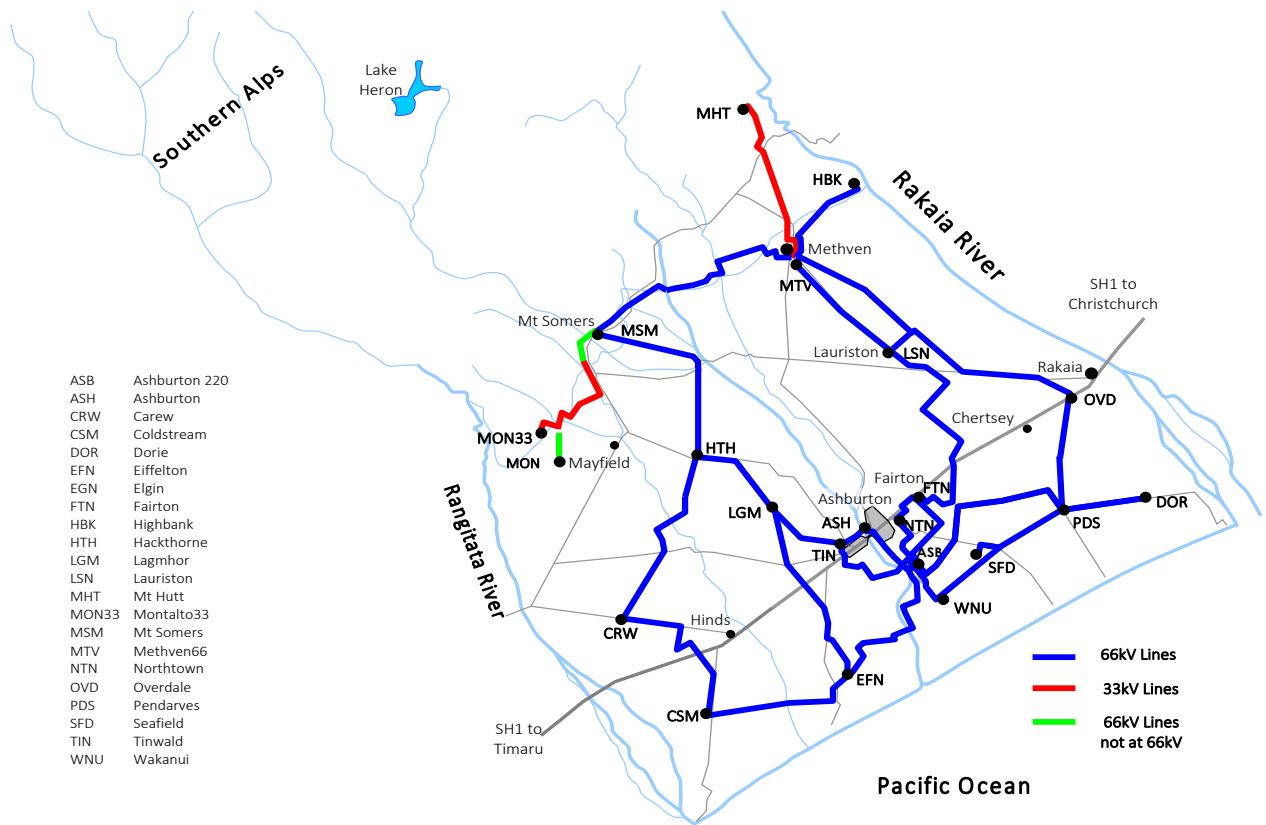 Southern Alps
Lake
Heron
MHT
HBK
Rakaia River
Methven
MTV
SH1 to
Christchurch
Mt Somers
MSM
Lauriston
LSN
Rakaia
OVD
Chertsey
MON33
MON
Mayfield
HTH
Fairton
FTN
Ashburton
LGM
ASH
NTN
TIN
ASB
PDS
DOR
SFD
WNU
Rangitata River
CRW
Hinds
EFN
CSM
SH1 to
Timaru
Pacific Ocean
ASB Ashburton 220
ASH Ashburton
CRW Carew
CSM Coldstream
DOR Dorie
EFN Eiffelton
EGN Elgin
FTN Fairton
HBK Highbank
HTH Hackthorne
LGM Lagmhor
LSN Lauriston
MHT Mt Hutt
MON33 Montalto33
MSM Mt Somers
MTV Methven66
NTN Northtown
OVD Overdale
PDS Pendarves
SFD Seafield
TIN Tinwald
WNU Wakanui
66kV Lines
33kV Lines
66kV Lines
not at 66kV